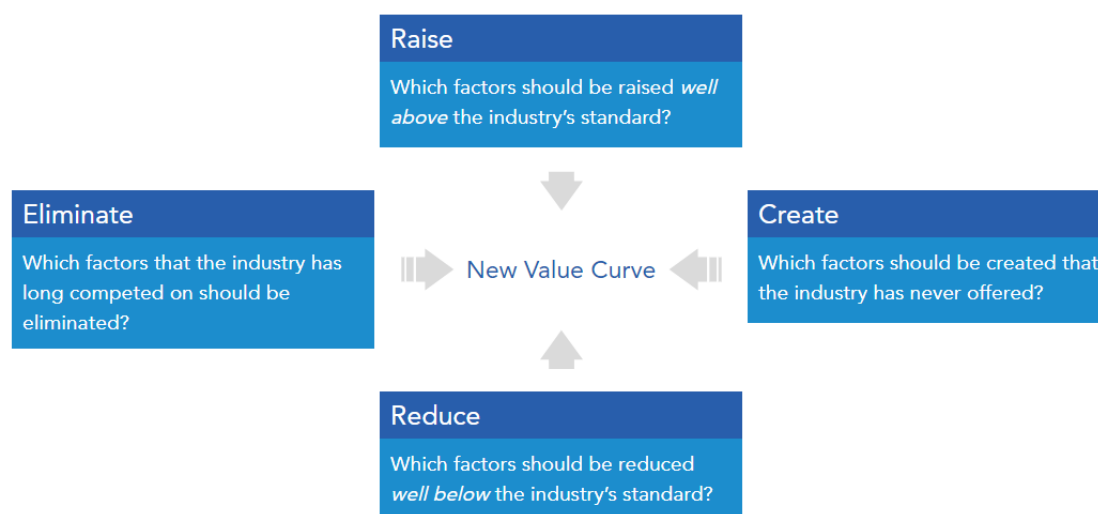 Raise
Which factors should be raised well
above the industry's standard?
Eliminate
Which factors that the industry has
long competed on should be
eliminated?
New Value Curve
Create
Which factors should be created that
the industry has never offered?
Reduce
Which factors should be reduced
well below the industry's standard?